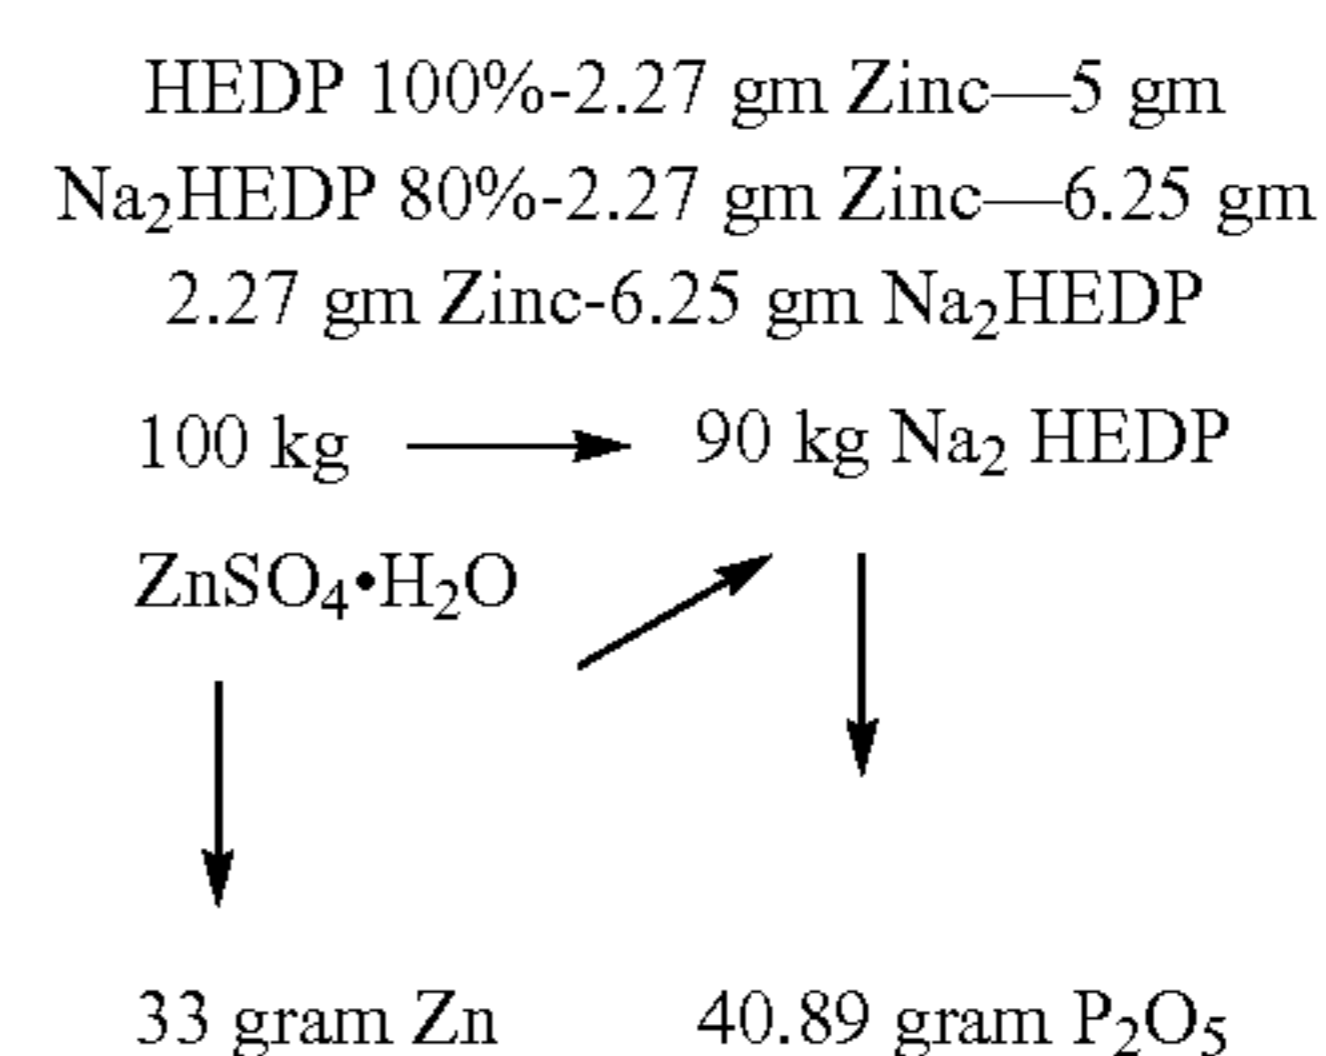 HEDP 100%-2.27 gm Zinc—5 gm
Na₂HEDP 80%-2.27 gm Zinc—6.25 gm
2.27 gm Zinc-6.25 gm Na₂HEDP
100 kg 90 kg Na₂ HEDP
ZnSO₄•H₂O
33 gram Zn 40.89 gram P₂O₅